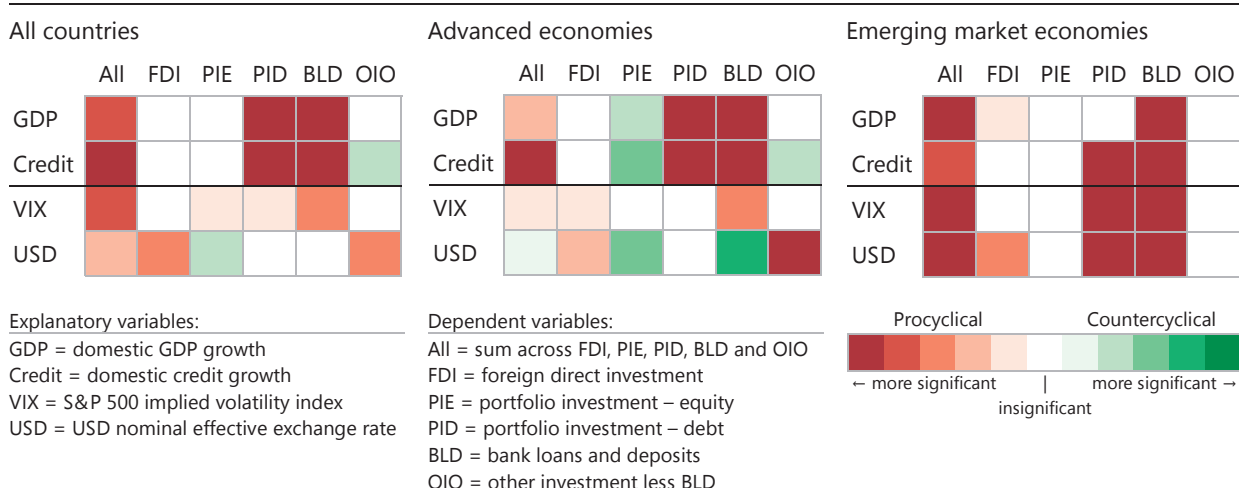 All countries
Advanced economies
Emerging market economies
All FDI PIE PID BLD OIO
All FDI PIE PID BLD OIO
All FDI PIE PID BLD OIO
GDP
GDP
GDP
Credit
Credit
Credit
VIX
VIX
VIX
USD
USD
USD
Explanatory variables:
GDP = domestic GDP growth
Credit = domestic credit growth
VIX = S&P 500 implied volatility index
USD = USD nominal effective exchange rate
Dependent variables:
All = sum across FDI, PIE, PID, BLD and OIO
FDI = foreign direct investment
PIE = portfolio investment – equity
PID = portfolio investment – debt
BLD = bank loans and deposits
OIO = other investment less BLD
Procyclical Countercyclical
← more significant | more significant →
insignificant